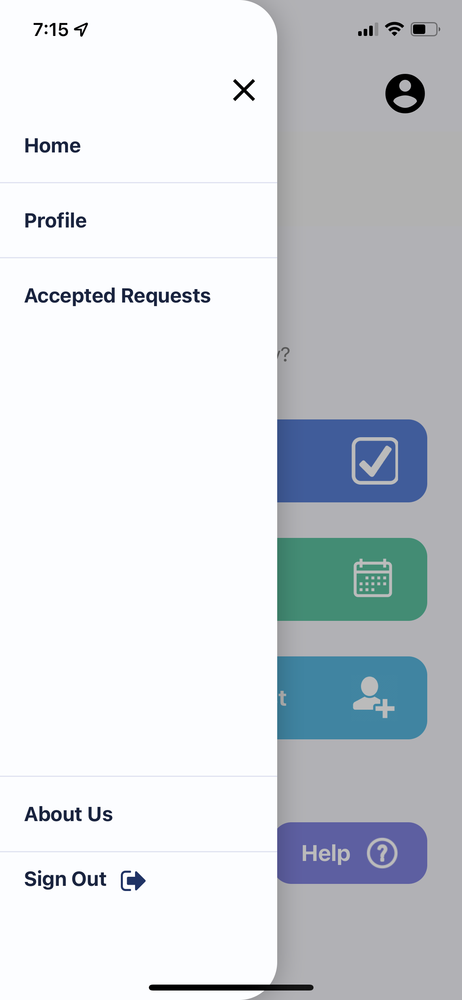 7:15
Home
Profile
Accepted Requests
?
t
About Us
Help
Sign Out